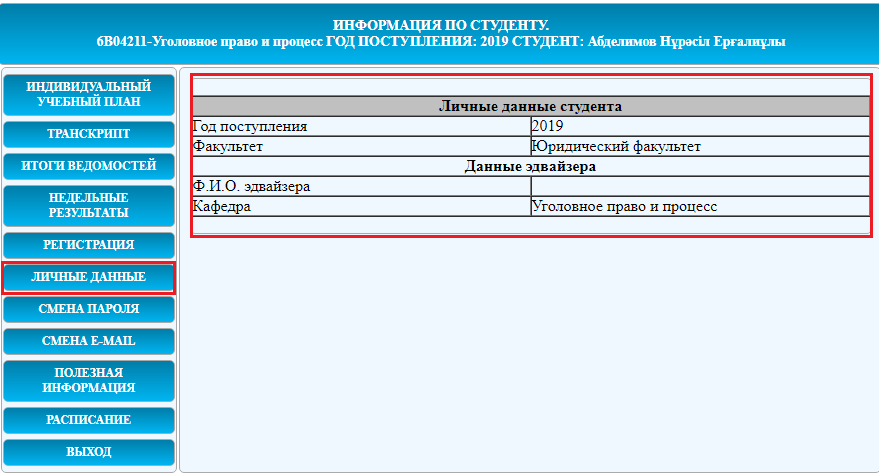 ИНФОРМАЦИЯ ПО СТУДЕНТУ.
6B04211-Уголовное право и процесс ГОД ПОСТУПЛЕНИЯ: 2019 СТУДЕНТ: Абделимов Нұрәсіл Ерғалиұлы
ИНДИВИДУАЛЬНЫЙ
УЧЕБНЫЙ ПЛАН
ТРАНСКРИПТ
ИТОГИ ВЕДОМОСТЕЙ
НЕДЕЛЬНЫЕ
РЕЗУЛЬТАТЫ
РЕГИСТРАЦИЯ
ЛИЧНЫЕ ДАННЫЕ
СМЕНА ПАРОЛЯ
СМЕНА E-MAIL
ПОЛЕЗНАЯ
ИНФОРМАЦИЯ
РАСПИСАНИЕ
ВЫХОД
Личные данные студента
Год поступления 2019
Факультет Юридический факультет
Данные эдвайзера
Ф.И.О. эдвайзера
Кафедра Уголовное право и процесс